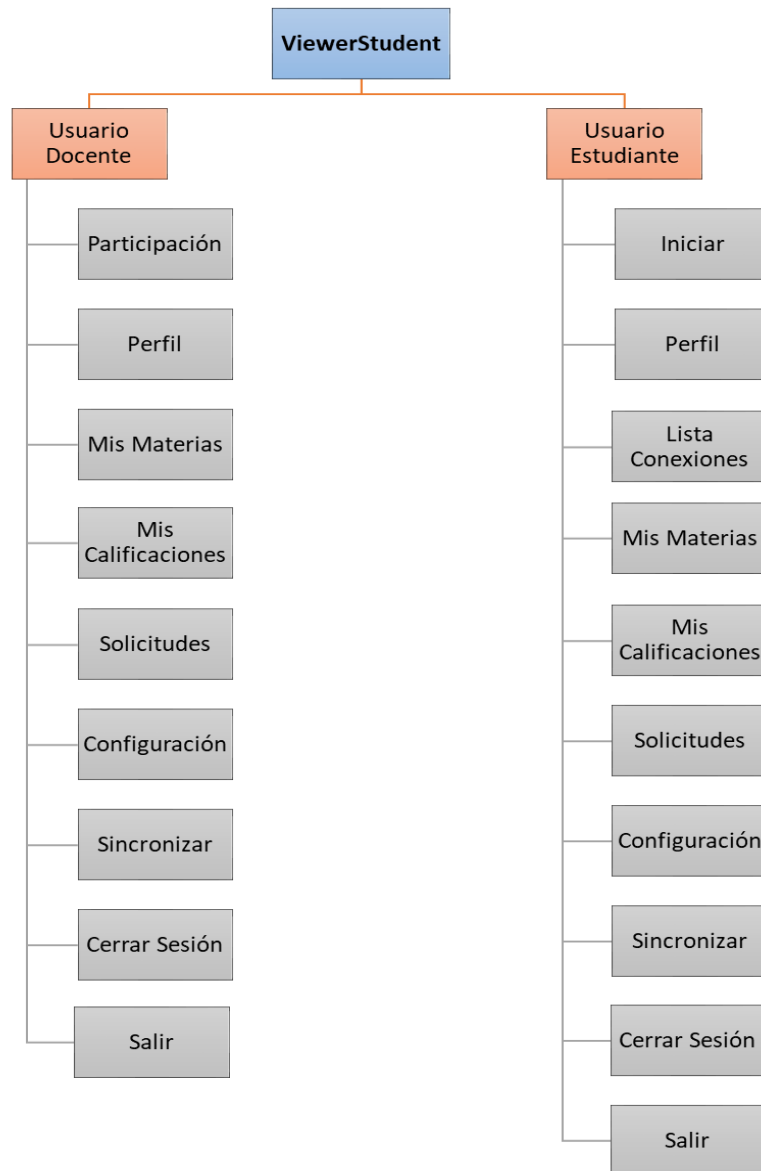 ViewerStudent
Usuario
Docente
Participación
Perfil
Mis Materias
Mis
Calificaciones
Solicitudes
Configuración
Sincronizar
Cerrar Sesión
Salir
Usuario
Estudiante
Iniciar
Perfil
Lista
Conexiones
Mis Materias
Mis
Calificaciones
Solicitudes
Configuración
Sincronizar
Cerrar Sesión
Salir